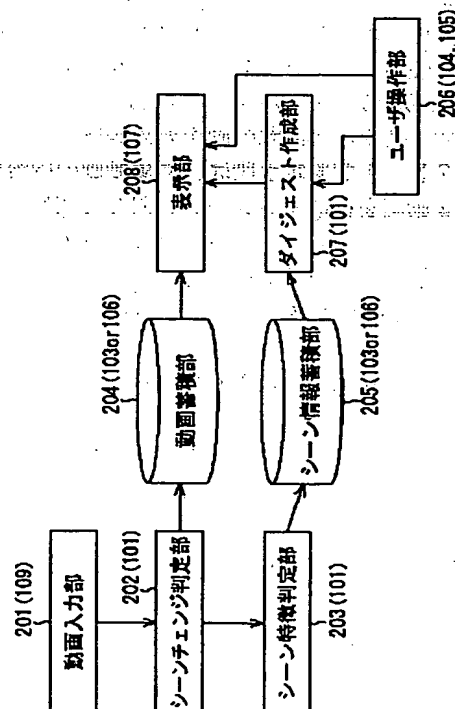 201(109)
動画入力部
202(101)
シーンチェンジ判定部
シーン特徴判定部
203(101)
204(103or106)
動画蓄積部
シーン情報蓄積部
205(103or106)
208(107)
表示部
ダイジェスト作成部
207(101)
ユーザ操作部
206(104,105)